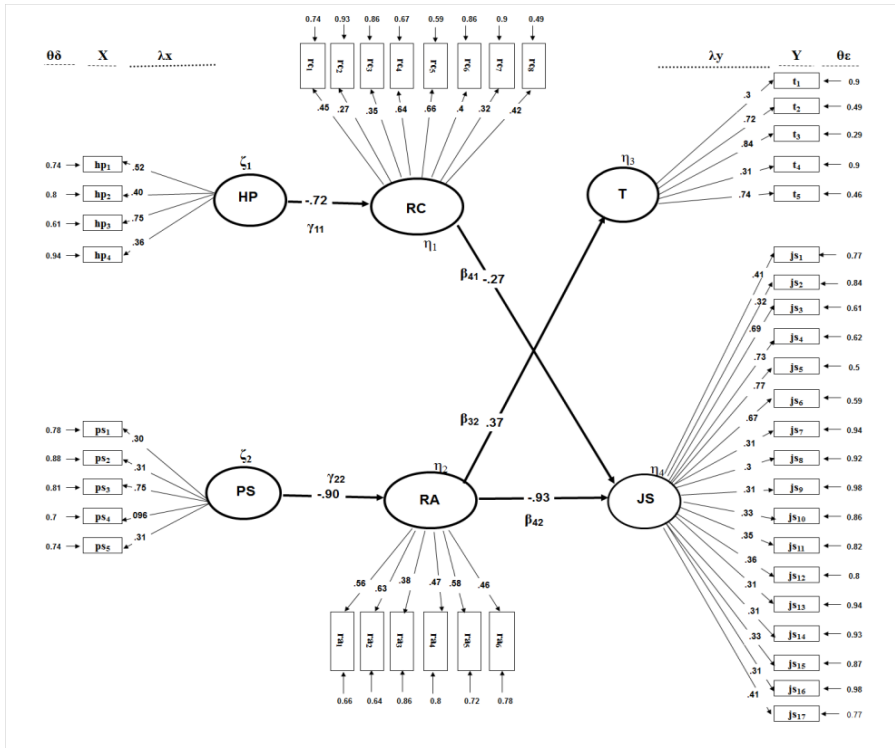 θδ X λx
λy Y θε
0.74 0.93 0.86 0.67 0.59 0.86 0.9 0.49
rc₁ rc₂ rc₃ rc₄ rc₅ rc₆ rc₇ rc₈
.45 .27 .35 .64 .66 .4 .32 .42
0.74 hp₁ .52
0.8 hp₂ .40
0.61 hp₃ .75
0.94 hp₄ .36
ζ₁
HP
-.72
γ₁₁
RC
η₁
η₃
T
.3 t₁ 0.9
.72 t₂ 0.49
.84 t₃ 0.29
.31 t₄ 0.9
.74 t₅ 0.46
β₄₁ -.27
β₃₂ .37
0.78 ps₁ .30
0.88 ps₂ .31
0.81 ps₃ .75
0.7 ps₄ .096
0.74 ps₅ .31
ζ₂
PS
γ₂₂
-.90
η₂
RA
-.93
β₄₂
η₄
JS
.56 .63 .38 .47 .58 .46
ra₁ ra₂ ra₃ ra₄ ra₅ ra₆
0.66 0.64 0.86 0.8 0.72 0.78
.41 js₁ 0.77
.32 js₂ 0.84
.69 js₃ 0.61
.73 js₄ 0.62
.77 js₅ 0.5
.67 js₆ 0.59
.31 js₇ 0.94
.3 js₈ 0.92
.31 js₉ 0.98
.33 js₁₀ 0.86
.35 js₁₁ 0.82
.36 js₁₂ 0.8
.31 js₁₃ 0.94
.31 js₁₄ 0.93
.33 js₁₅ 0.87
.31 js₁₆ 0.98
.41 js₁₇ 0.77